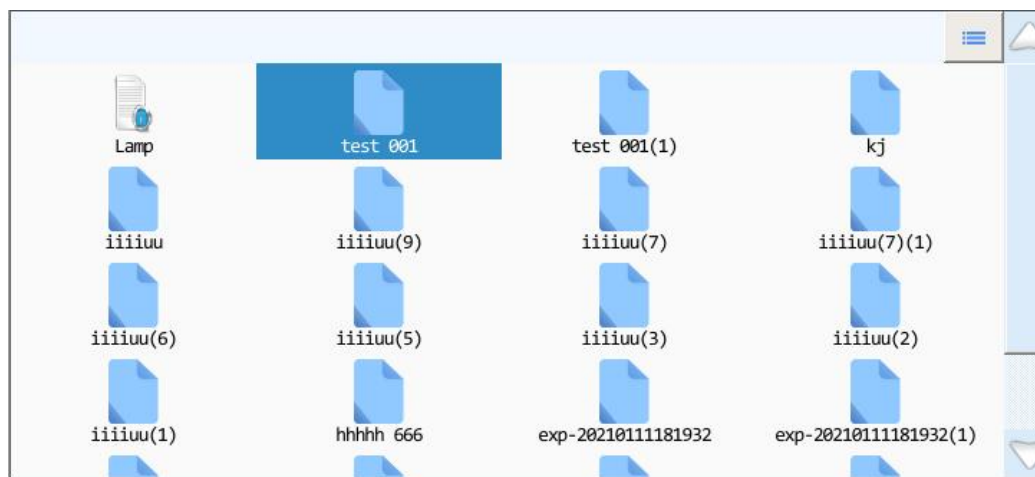 Lamp
test 001
test 001(1)
kj
iiiiuu
iiiiuu(9)
iiiiuu(7)
iiiiuu(7)(1)
iiiiuu(6)
iiiiuu(5)
iiiiuu(3)
iiiiuu(2)
iiiiuu(1)
hhhhh 666
exp-20210111181932
exp-20210111181932(1)